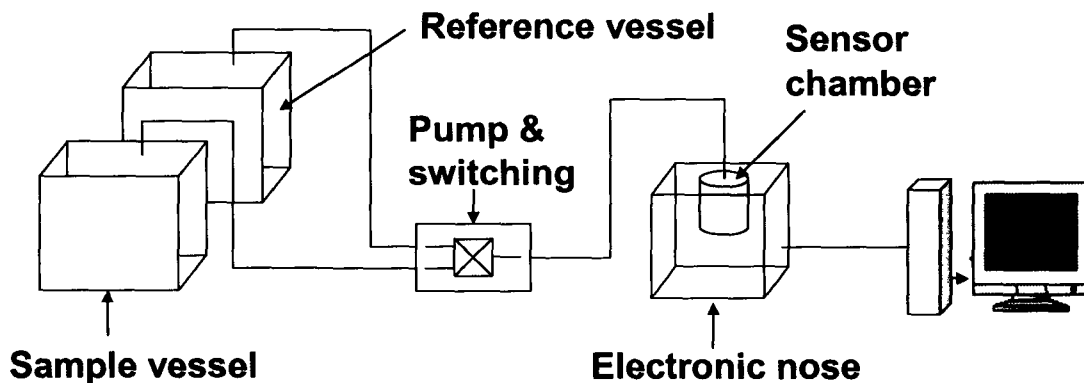 Reference vessel
Sensor
chamber
Pump &
switching
Sample vessel
Electronic nose